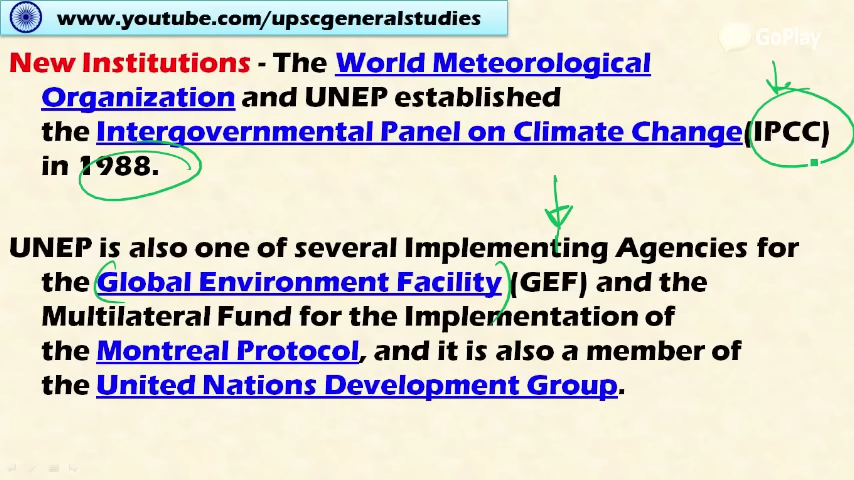 www.youtube.com/upscgeneralstudies
GoPlay
New Institutions - The World Meteorological
Organization and UNEP established
the Intergovernmental Panel on Climate Change(IPCC)
in 1988.
UNEP is also one of several Implementing Agencies for
the Global Environment Facility (GEF) and the
Multilateral Fund for the Implementation of
the Montreal Protocol, and it is also a member of
the United Nations Development Group.